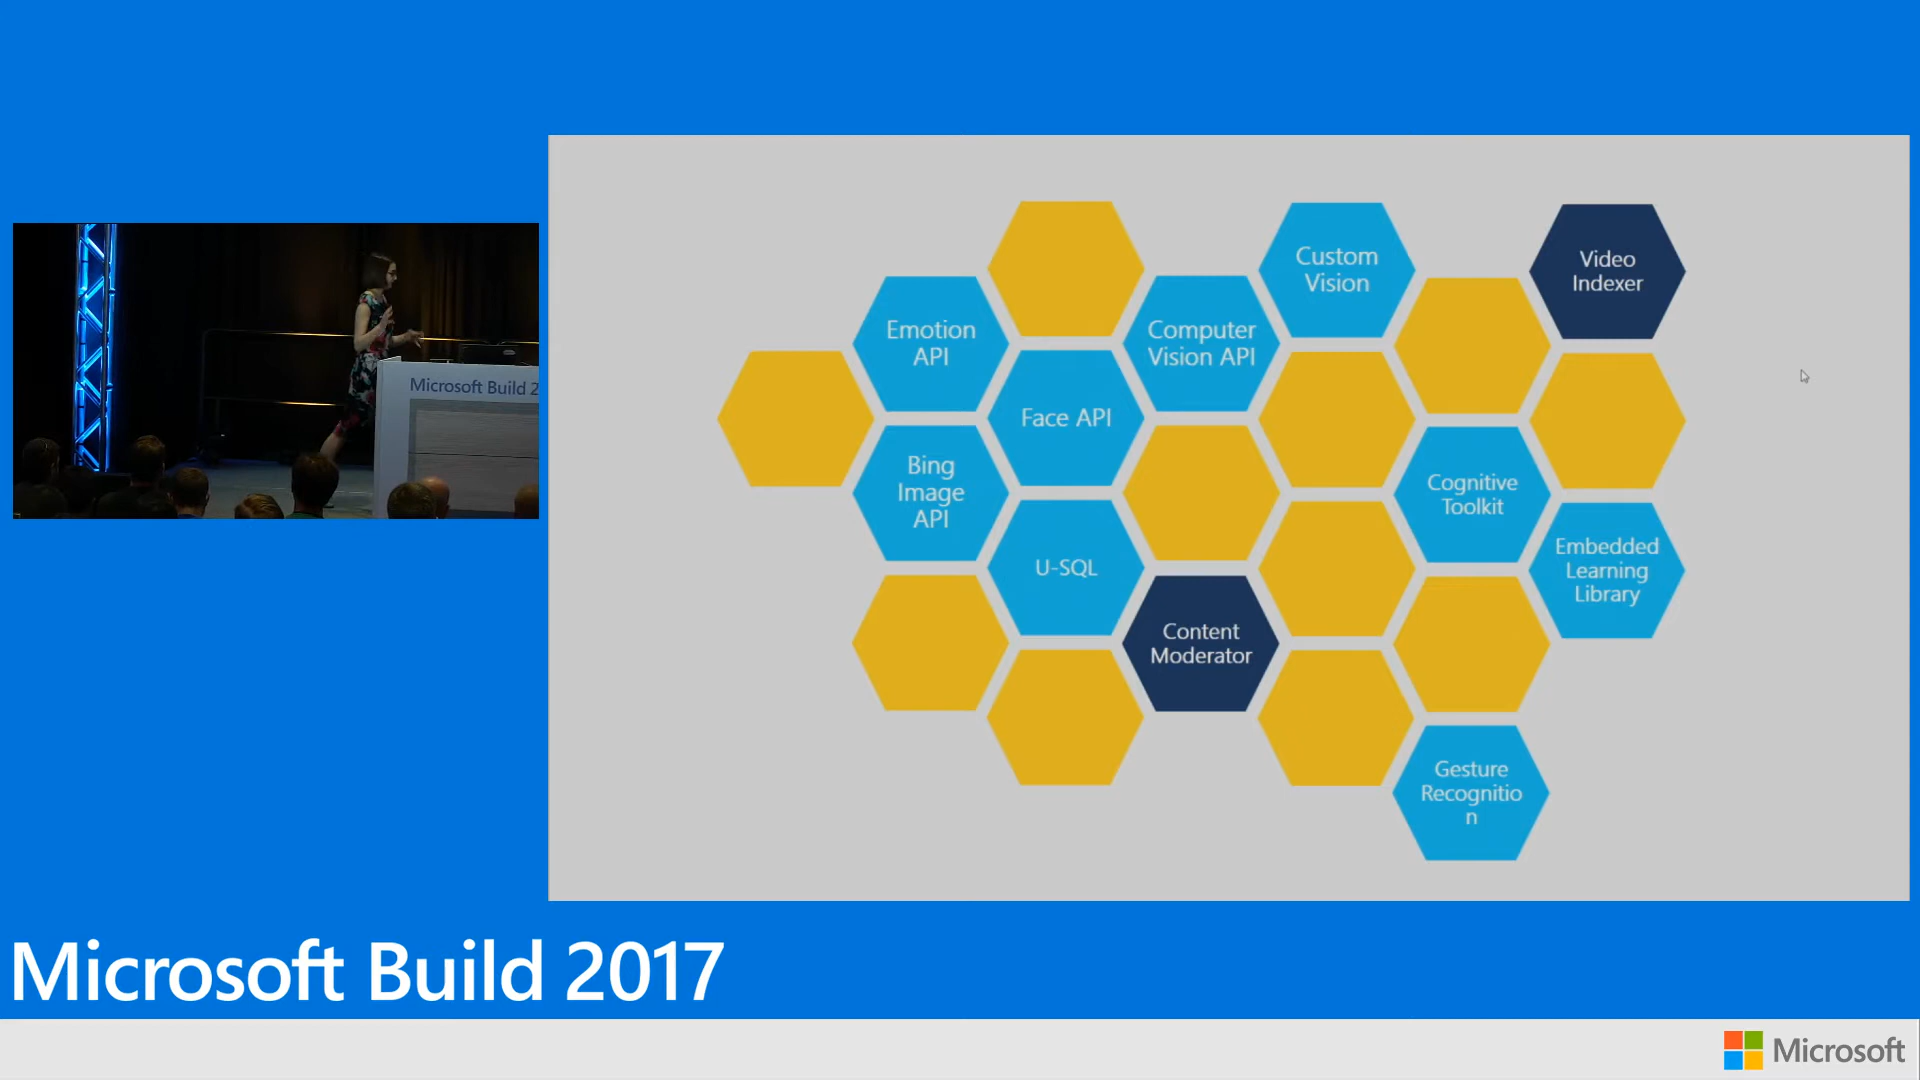 Custom
Vision
Video
Indexer
Emotion
API
Computer
Vision API
Microsoft Build 2
Face API
Bing
Image
API
Cognitive
Toolkit
Embedded
Learning
Library
U-SQL
Content
Moderator
Gesture
Recognitio
n
Microsoft Build 2017
Microsoft